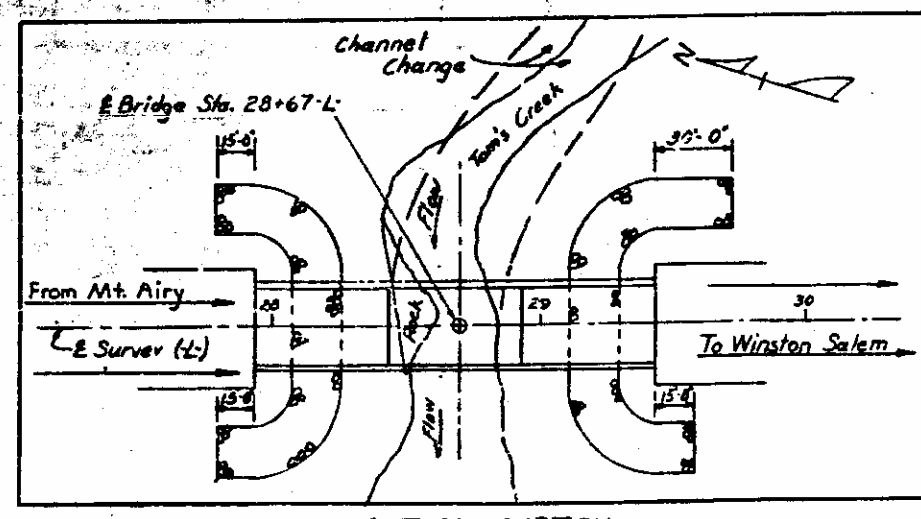 Channel
Change
℄ Bridge Sta. 28+67-L-
Tom's Creek
N
15'-0"
30'-0"
Flow
From Mt. Airy
28
29
30
Rock
℄ Survey (-L-)
To Winston Salem
15'-0"
15'-0"
Flow